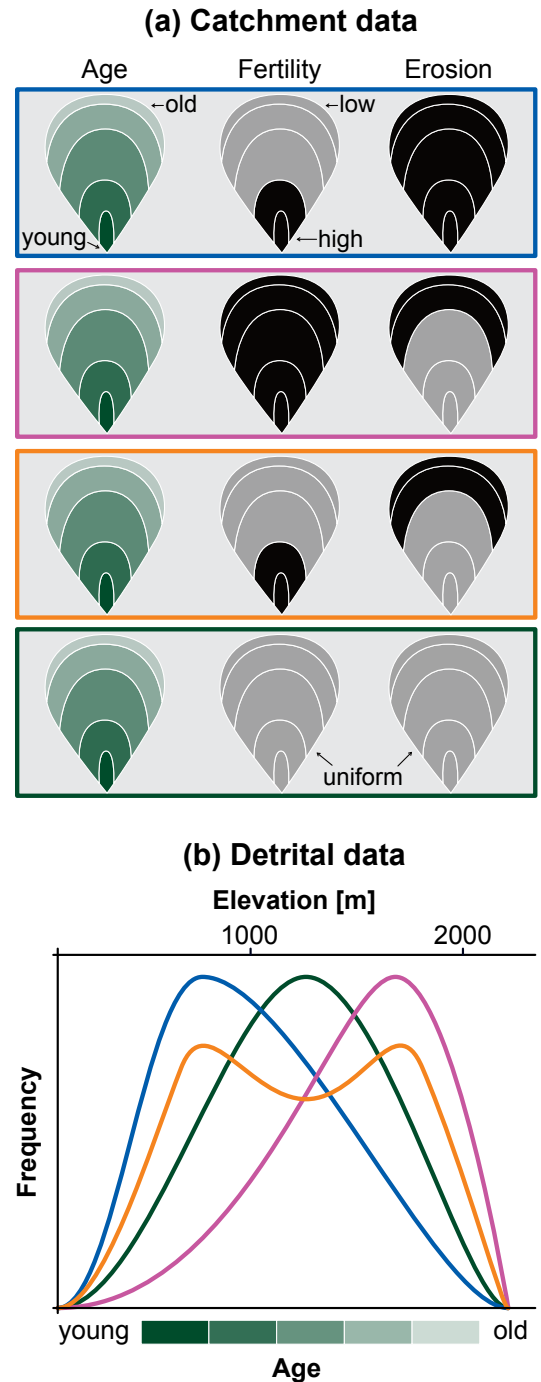 (a) Catchment data
Age Fertility Erosion
←old ←low
young ←high
uniform
(b) Detrital data
Elevation [m]
1000 2000
Frequency
young old
Age